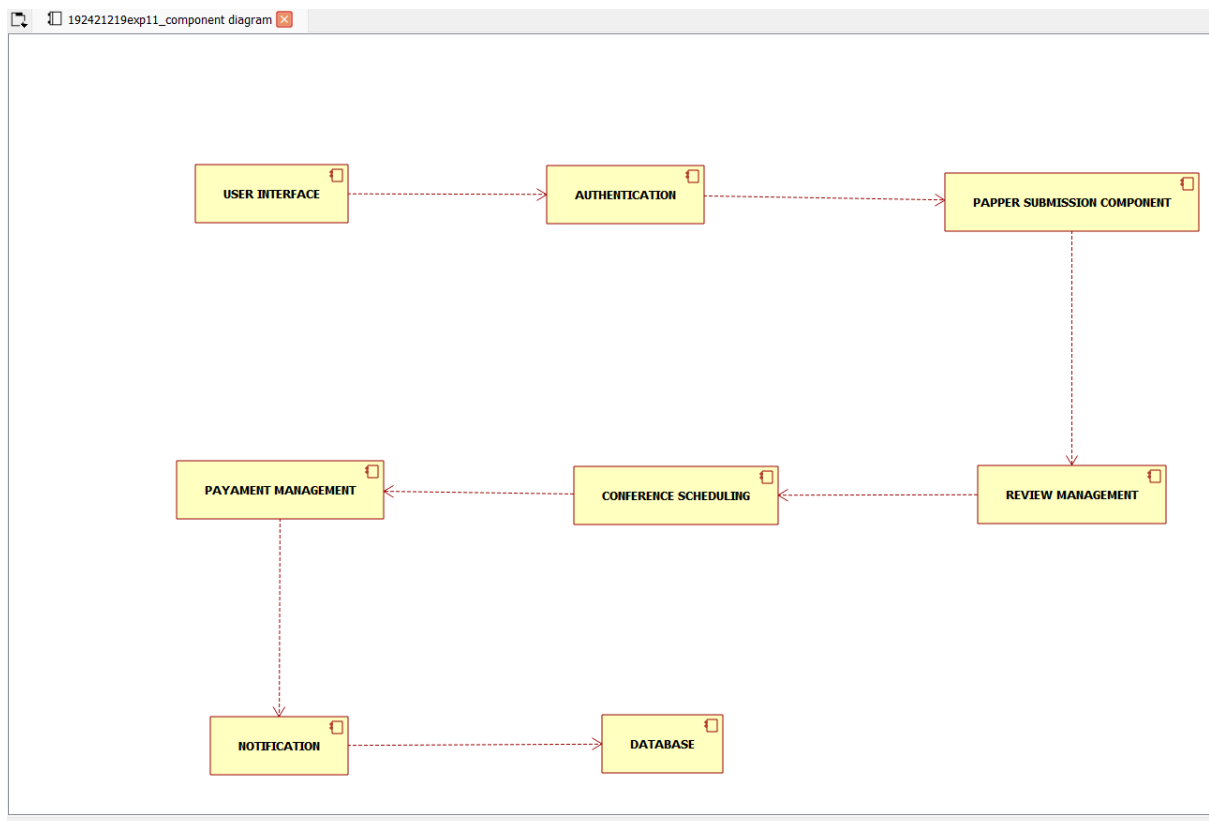 192421219exp11_component diagram
USER INTERFACE
AUTHENTICATION
PAPPER SUBMISSION COMPONENT
PAYAMENT MANAGEMENT
CONFERENCE SCHEDULING
REVIEW MANAGEMENT
NOTIFICATION
DATABASE